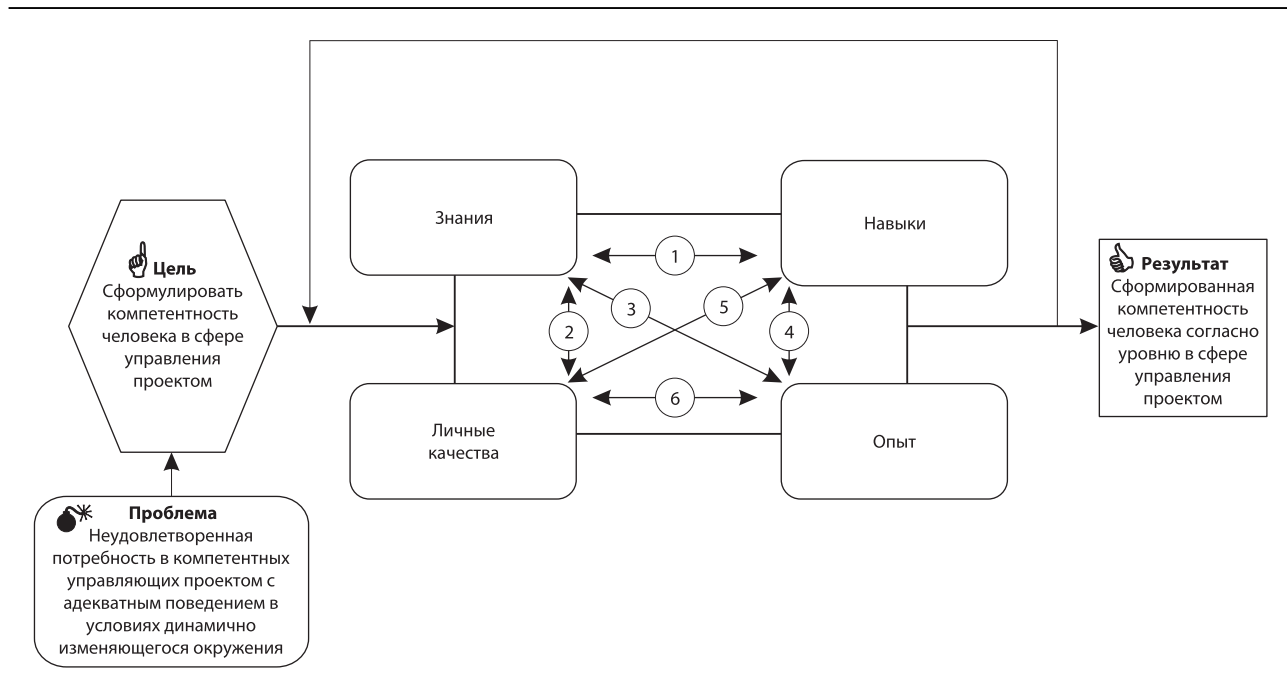 Знания
Навыки
Цель
Сформулировать
компетентность
человека в сфере
управления
проектом
1
2
3
5
4
6
Результат
Сформированная
компетентность
человека согласно
уровню в сфере
управления
проектом
Личные
качества
Опыт
Проблема
Неудовлетворенная
потребность в компетентных
управляющих проектом с
адекватным поведением в
условиях динамично
изменяющегося окружения